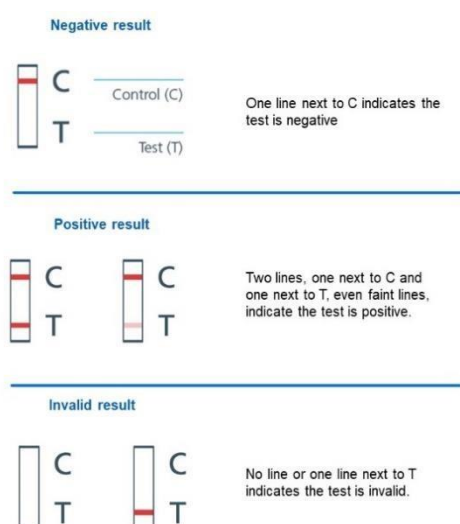 Negative result
C
Control (C)
T
Test (T)
One line next to C indicates the
test is negative
Positive result
C C
T T
Two lines, one next to C and
one next to T, even faint lines,
indicate the test is positive.
Invalid result
C C
T T
No line or one line next to T
indicates the test is invalid.